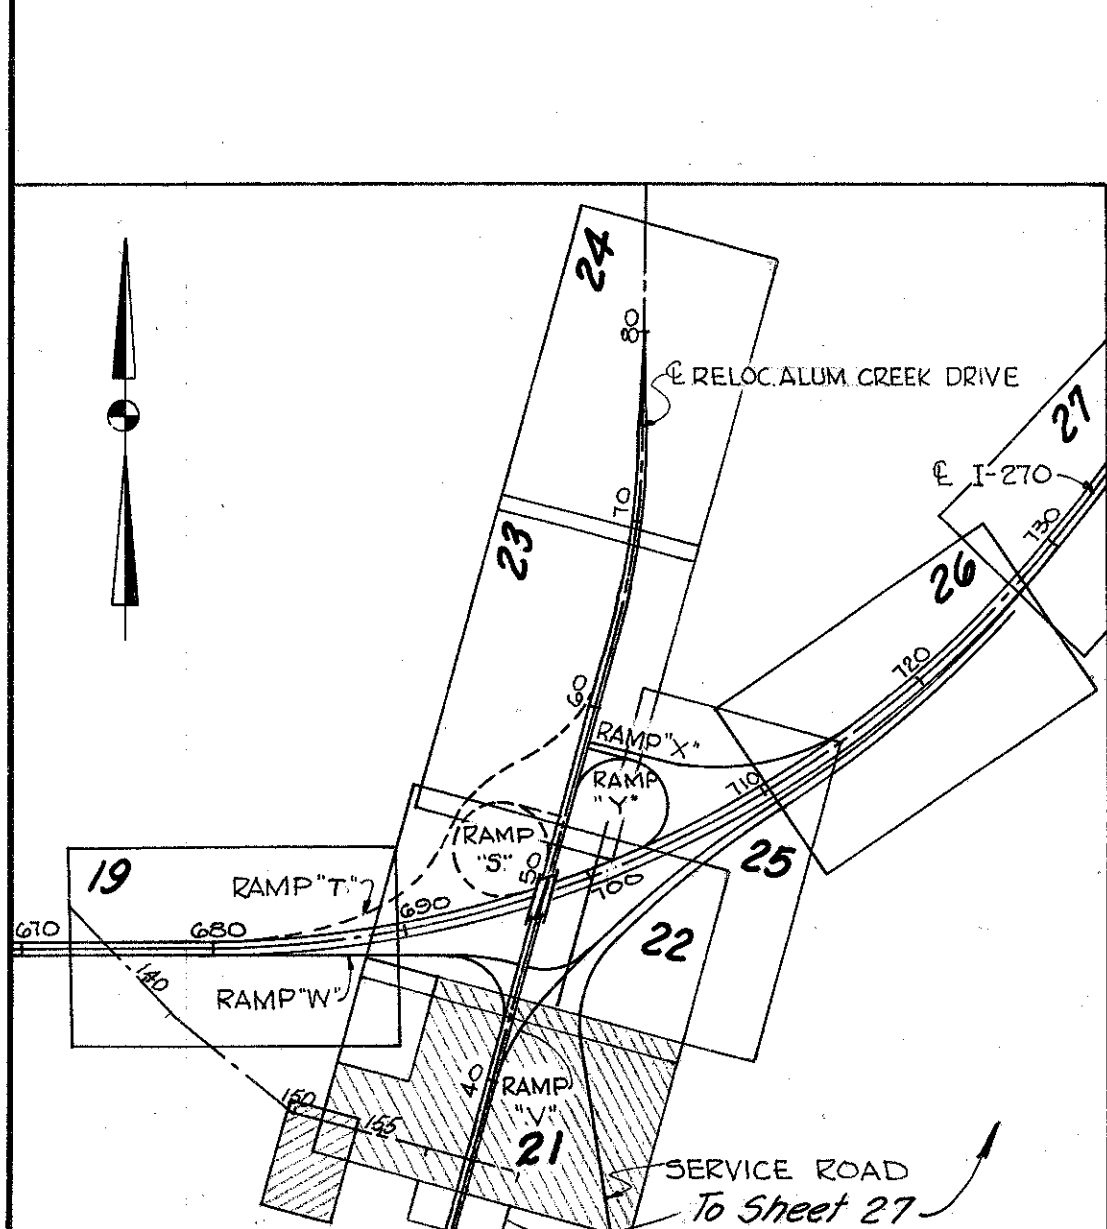 24
80
℄ RELOC. ALUM CREEK DRIVE
27
℄ I-270
70
730
23
26
720
60
RAMP "X"
RAMP
"Y"
710
RAMP
"S"
50
25
19
RAMP "T"
700
690
670
680
22
140
RAMP "W"
40
RAMP
"V"
150
155
21
SERVICE ROAD
To Sheet 27